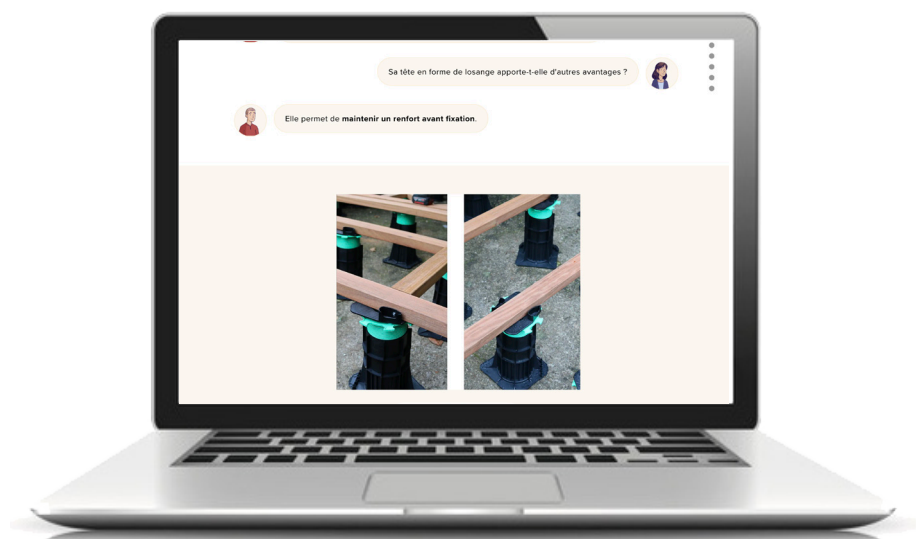 Sa tête en forme de losange apporte-t-elle d'autres avantages ?
Elle permet de maintenir un renfort avant fixation.